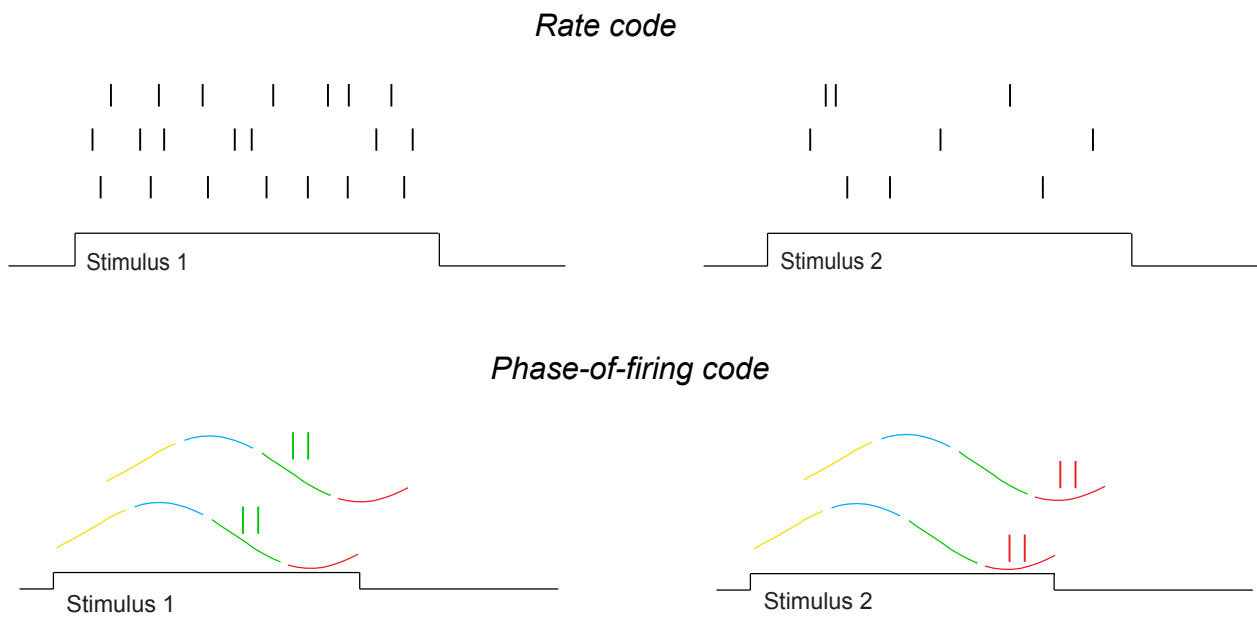 Rate code
Stimulus 1
Stimulus 2
Phase-of-firing code
Stimulus 1
Stimulus 2